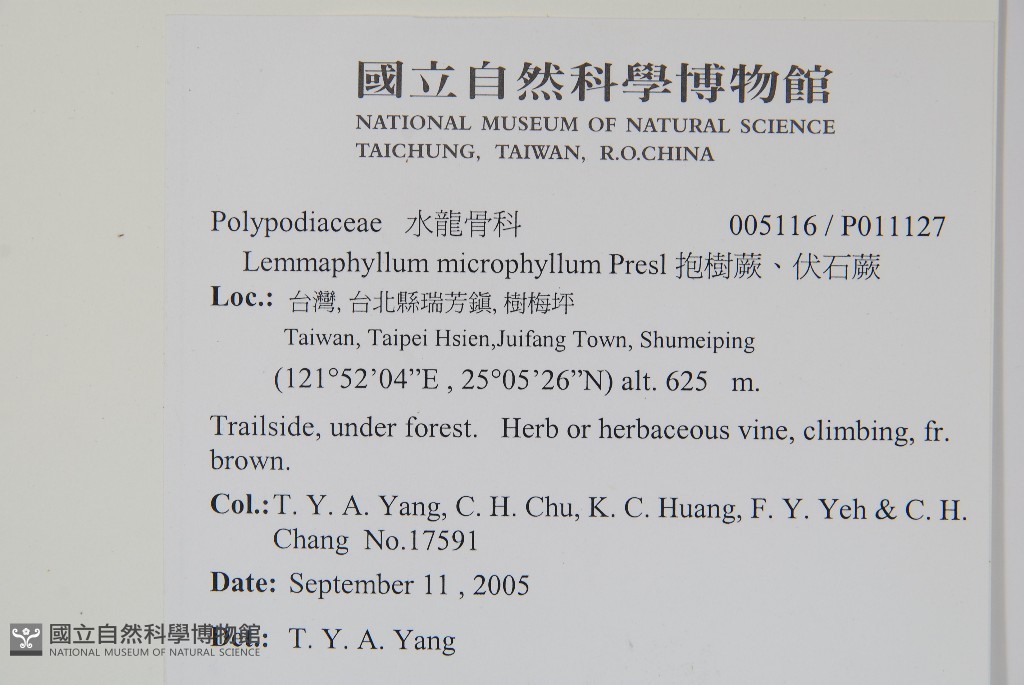 國立自然科學博物館
NATIONAL MUSEUM OF NATURAL SCIENCE
TAICHUNG, TAIWAN, R.O.CHINA
Polypodiaceae 水龍骨科 005116 / P011127
Lemmaphyllum microphyllum Presl 抱樹蕨、伏石蕨
Loc.: 台灣, 台北縣瑞芳鎮, 樹梅坪
Taiwan, Taipei Hsien,Juifang Town, Shumeiping
(121°52’04”E , 25°05’26”N) alt. 625 m.
Trailside, under forest. Herb or herbaceous vine, climbing, fr.
brown.
Col.: T. Y. A. Yang, C. H. Chu, K. C. Huang, F. Y. Yeh & C. H.
Chang No.17591
Date: September 11 , 2005
Det.: T. Y. A. Yang
國立自然科學博物館
NATIONAL MUSEUM OF NATURAL SCIENCE